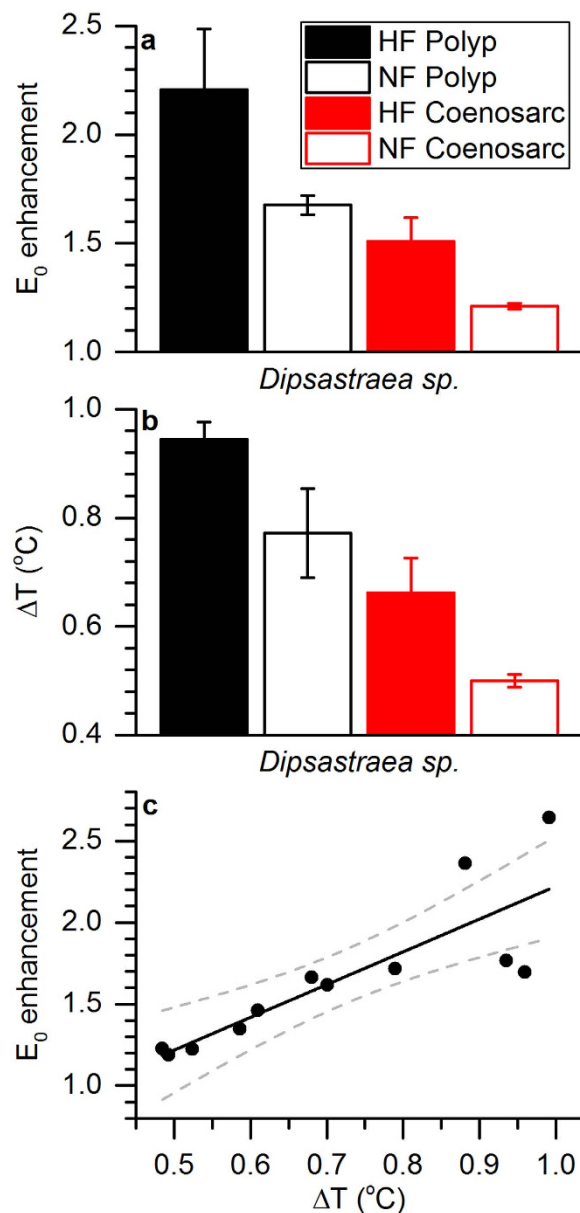 a
HF Polyp
NF Polyp
HF Coenosarc
NF Coenosarc
E₀ enhancement
2.5
2.0
1.5
1.0
Dipsastraea sp.
b
ΔT (°C)
1.0
0.8
0.6
0.4
Dipsastraea sp.
c
E₀ enhancement
2.5
2.0
1.5
1.0
0.5 0.6 0.7 0.8 0.9 1.0
ΔT (°C)